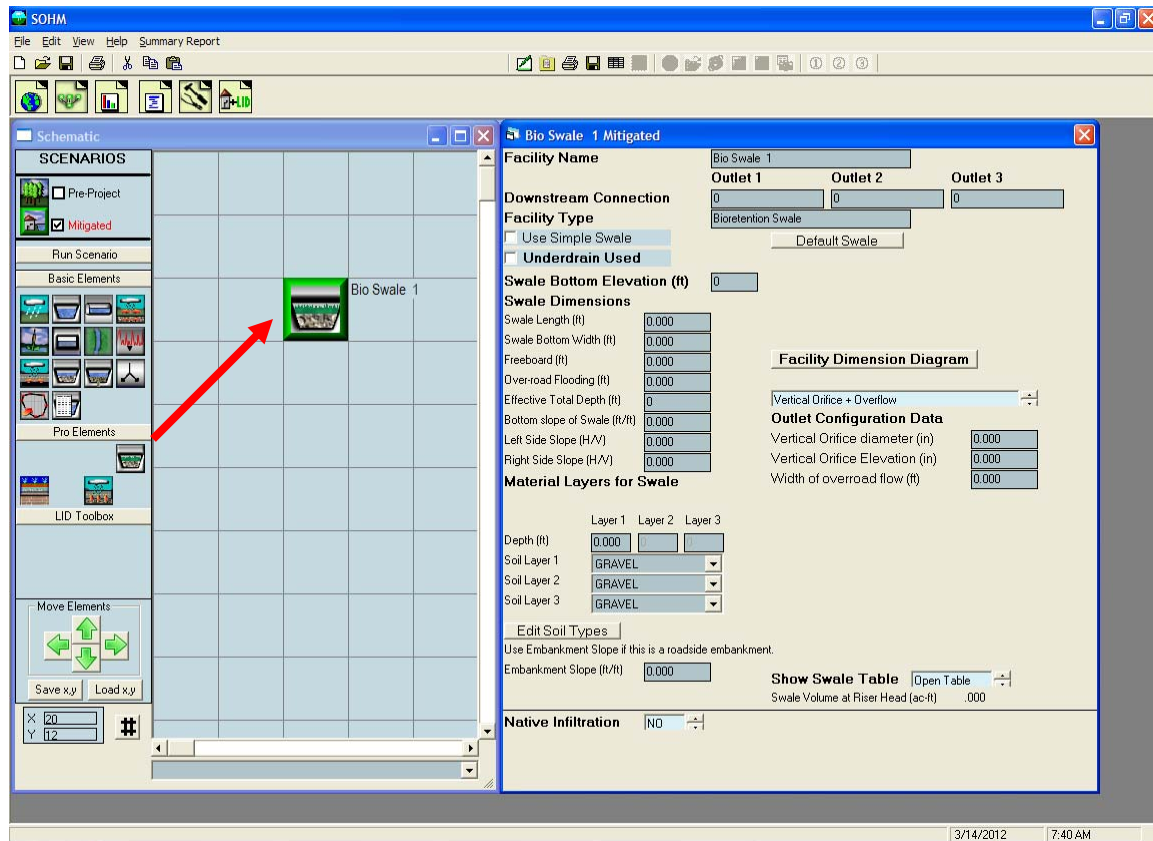 SOHM
File Edit View Help Summary Report
① ② ③
+LID
Schematic
SCENARIOS
Pre-Project
Mitigated
Run Scenario
Basic Elements
Pro Elements
LID Toolbox
Move Elements
Save x,y Load x,y
X 20
Y 12
#
Bio Swale 1
Bio Swale 1 Mitigated
Facility Name Bio Swale 1
Outlet 1 Outlet 2 Outlet 3
Downstream Connection 0 0 0
Facility Type Bioretention Swale
Use Simple Swale Default Swale
Underdrain Used
Swale Bottom Elevation (ft) 0
Swale Dimensions
Swale Length (ft) 0.000
Swale Bottom Width (ft) 0.000
Freeboard (ft) 0.000 Facility Dimension Diagram
Over-road Flooding (ft) 0.000
Effective Total Depth (ft) 0 Vertical Orifice + Overflow
Bottom slope of Swale (ft/ft) 0.000 Outlet Configuration Data
Left Side Slope (H/V) 0.000 Vertical Orifice diameter (in) 0.000
Right Side Slope (H/V) 0.000 Vertical Orifice Elevation (in) 0.000
Material Layers for Swale Width of overroad flow (ft) 0.000
Layer 1 Layer 2 Layer 3
Depth (ft) 0.000 0 0
Soil Layer 1 GRAVEL
Soil Layer 2 GRAVEL
Soil Layer 3 GRAVEL
Edit Soil Types
Use Embankment Slope if this is a roadside embankment.
Embankment Slope (ft/ft) 0.000 Show Swale Table Open Table
Swale Volume at Riser Head (ac-ft) .000
Native Infiltration NO
3/14/2012 7:40 AM